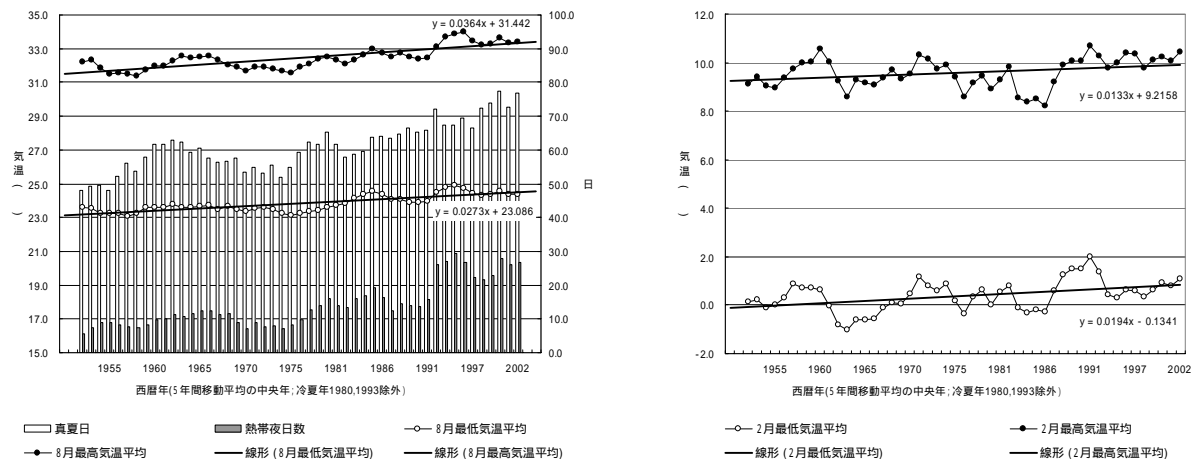 35.0
33.0
31.0
29.0
27.0
25.0
23.0
21.0
19.0
17.0
15.0
気温 (
100.0
90.0
80.0
70.0
60.0
50.0
40.0
30.0
20.0
10.0
0.0
日
y = 0.0364x + 31.442
y = 0.0273x + 23.086
1955 1960 1965 1970 1975 1980 1985 1991 1997 2002
西暦年(5年間移動平均の中央年;冷夏年1980,1993除外)
真夏日 熱帯夜日数 8月最低気温平均
8月最高気温平均 線形 (8月最低気温平均) 線形 (8月最高気温平均)
12.0
10.0
8.0
6.0
4.0
2.0
0.0
-2.0
気温 (
y = 0.0133x + 9.2158
y = 0.0194x - 0.1341
1955 1960 1965 1970 1975 1980 1985 1991 1997 2002
西暦年(5年間移動平均の中央年;冷夏年1980,1993除外)
2月最低気温平均 2月最高気温平均
線形 (2月最低気温平均) 線形 (2月最高気温平均)